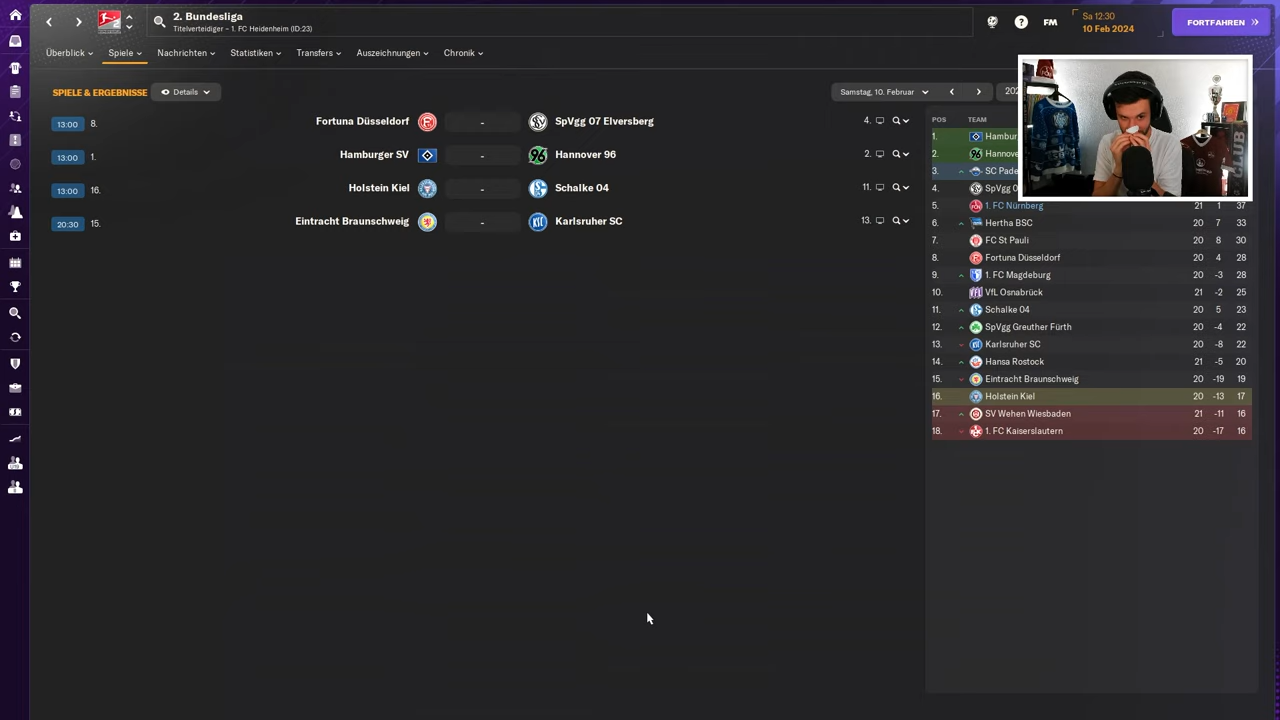 2. Bundesliga
Titelverteidiger – 1. FC Heidenheim (ID:23)
FM
Sa 12:30
10 Feb 2024
FORTFAHREN
Überblick Spiele Nachrichten Statistiken Transfers Auszeichnungen Chronik
SPIELE & ERGEBNISSE Details
Samstag, 10. Februar
13:00 8. Fortuna Düsseldorf - SpVgg 07 Elversberg 4.
13:00 1. Hamburger SV - Hannover 96 2.
13:00 16. Holstein Kiel - Schalke 04 11.
20:30 15. Eintracht Braunschweig - Karlsruher SC 13.
POS TEAM
1.
2.
3. SC
4. SpVgg
5. 1. FC Nürnberg 21 1 37
6. Hertha BSC 20 7 33
7. FC St Pauli 20 8 30
8. Fortuna Düsseldorf 20 4 28
9. 1. FC Magdeburg 20 -3 28
10. VfL Osnabrück 21 -2 25
11. Schalke 04 20 5 23
12. SpVgg Greuther Fürth 20 -4 22
13. Karlsruher SC 20 -8 22
14. Hansa Rostock 21 -5 20
15. Eintracht Braunschweig 20 -19 19
16. Holstein Kiel 20 -13 17
17. SV Wehen Wiesbaden 21 -11 16
18. 1. FC Kaiserslautern 20 -17 16
CLUB